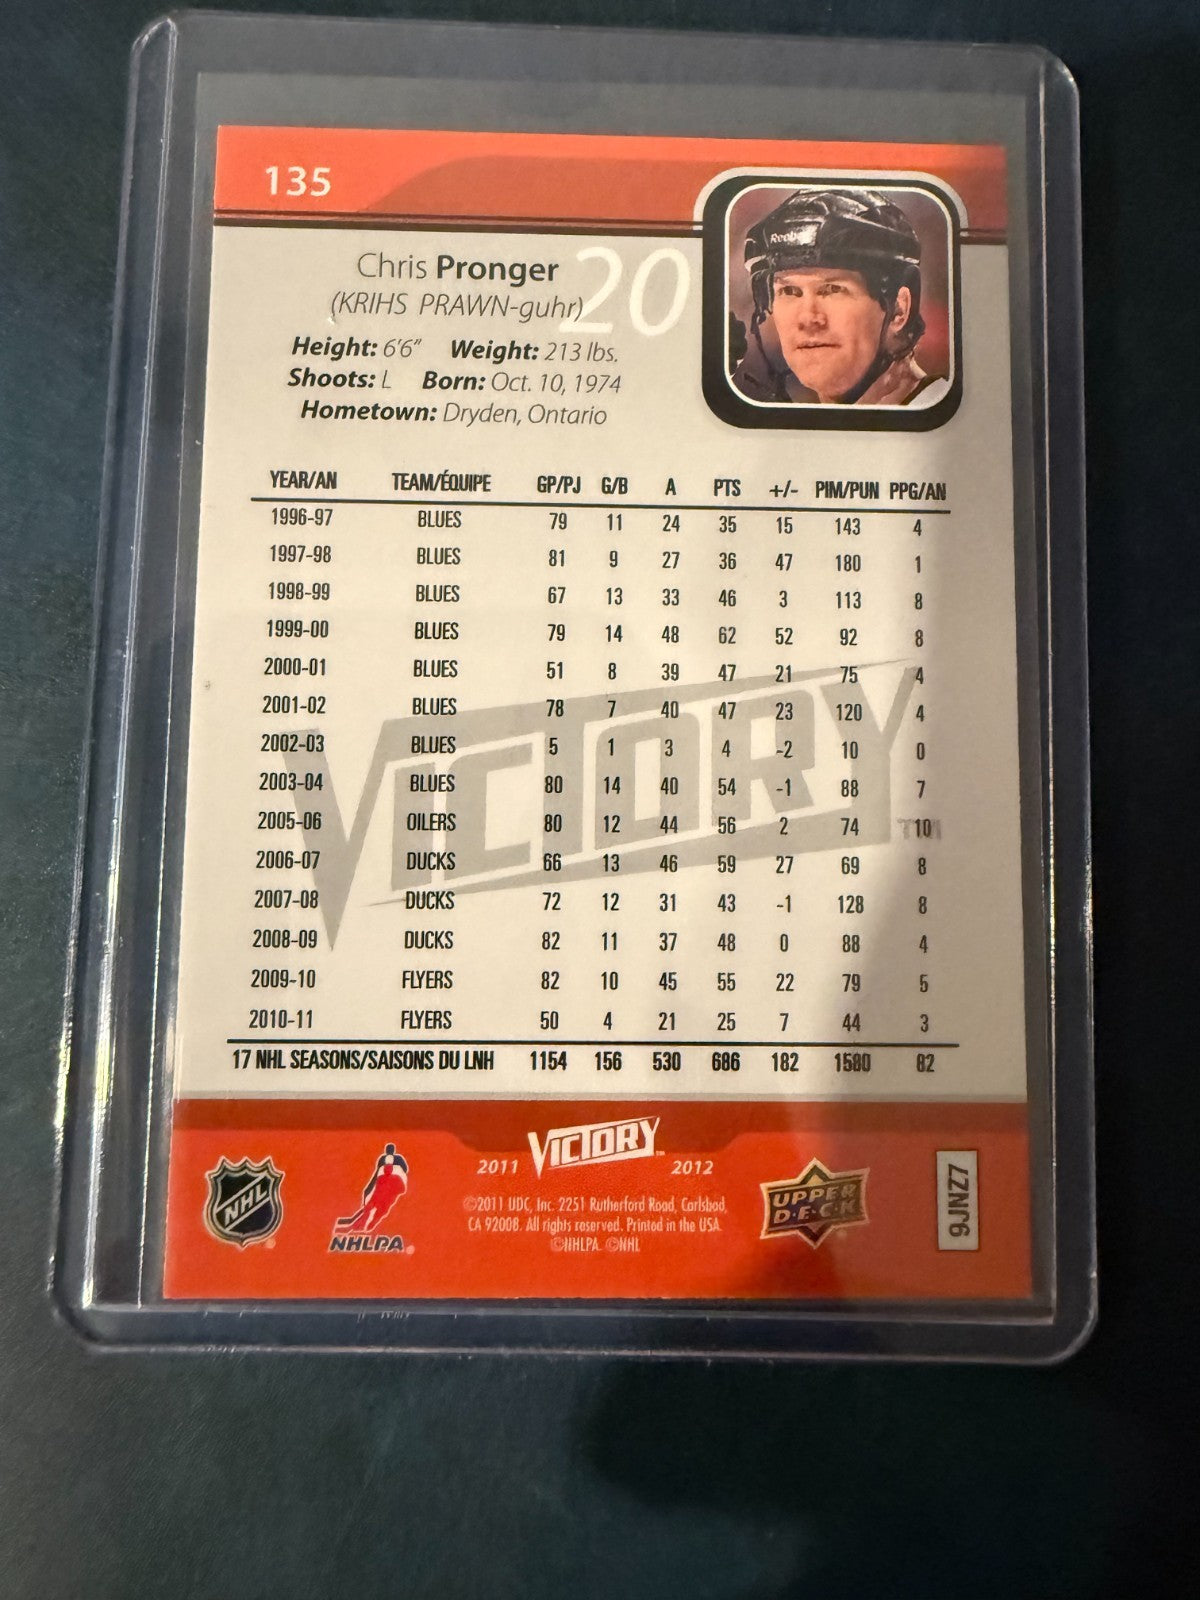 135
Reebok
Chris Pronger 20
(KRIHS PRAWN-guhr)
Height: 6'6" Weight: 213 lbs.
Shoots: L Born: Oct. 10, 1974
Hometown: Dryden, Ontario
YEAR/AN TEAM/ÉQUIPE GP/PJ G/B A PTS +/- PIM/PUN PPG/AN
1996-97 BLUES 79 11 24 35 15 143 4
1997-98 BLUES 81 9 27 36 47 180 1
1998-99 BLUES 67 13 33 46 3 113 8
1999-00 BLUES 79 14 48 62 52 92 8
2000-01 BLUES 51 8 39 47 21 75 4
2001-02 BLUES 78 7 40 47 23 120 4
2002-03 BLUES 5 1 3 4 -2 10 0
2003-04 BLUES 80 14 40 54 -1 88 7
2005-06 OILERS 80 12 44 56 2 74 10
2006-07 DUCKS 66 13 46 59 27 69 8
2007-08 DUCKS 72 12 31 43 -1 128 8
2008-09 DUCKS 82 11 37 48 0 88 4
2009-10 FLYERS 82 10 45 55 22 79 5
2010-11 FLYERS 50 4 21 25 7 44 3
17 NHL SEASONS/SAISONS DU LNH 1154 156 530 686 182 1580 82
VICTORY TM
2011 VICTORY 2012
©2011 UDC, Inc. 2251 Rutherford Road, Carlsbad,
CA 92008. All rights reserved. Printed in the USA.
©NHLPA. ©NHL
NHL
NHLPA
UPPER
D·E·C·K
9JNZ7